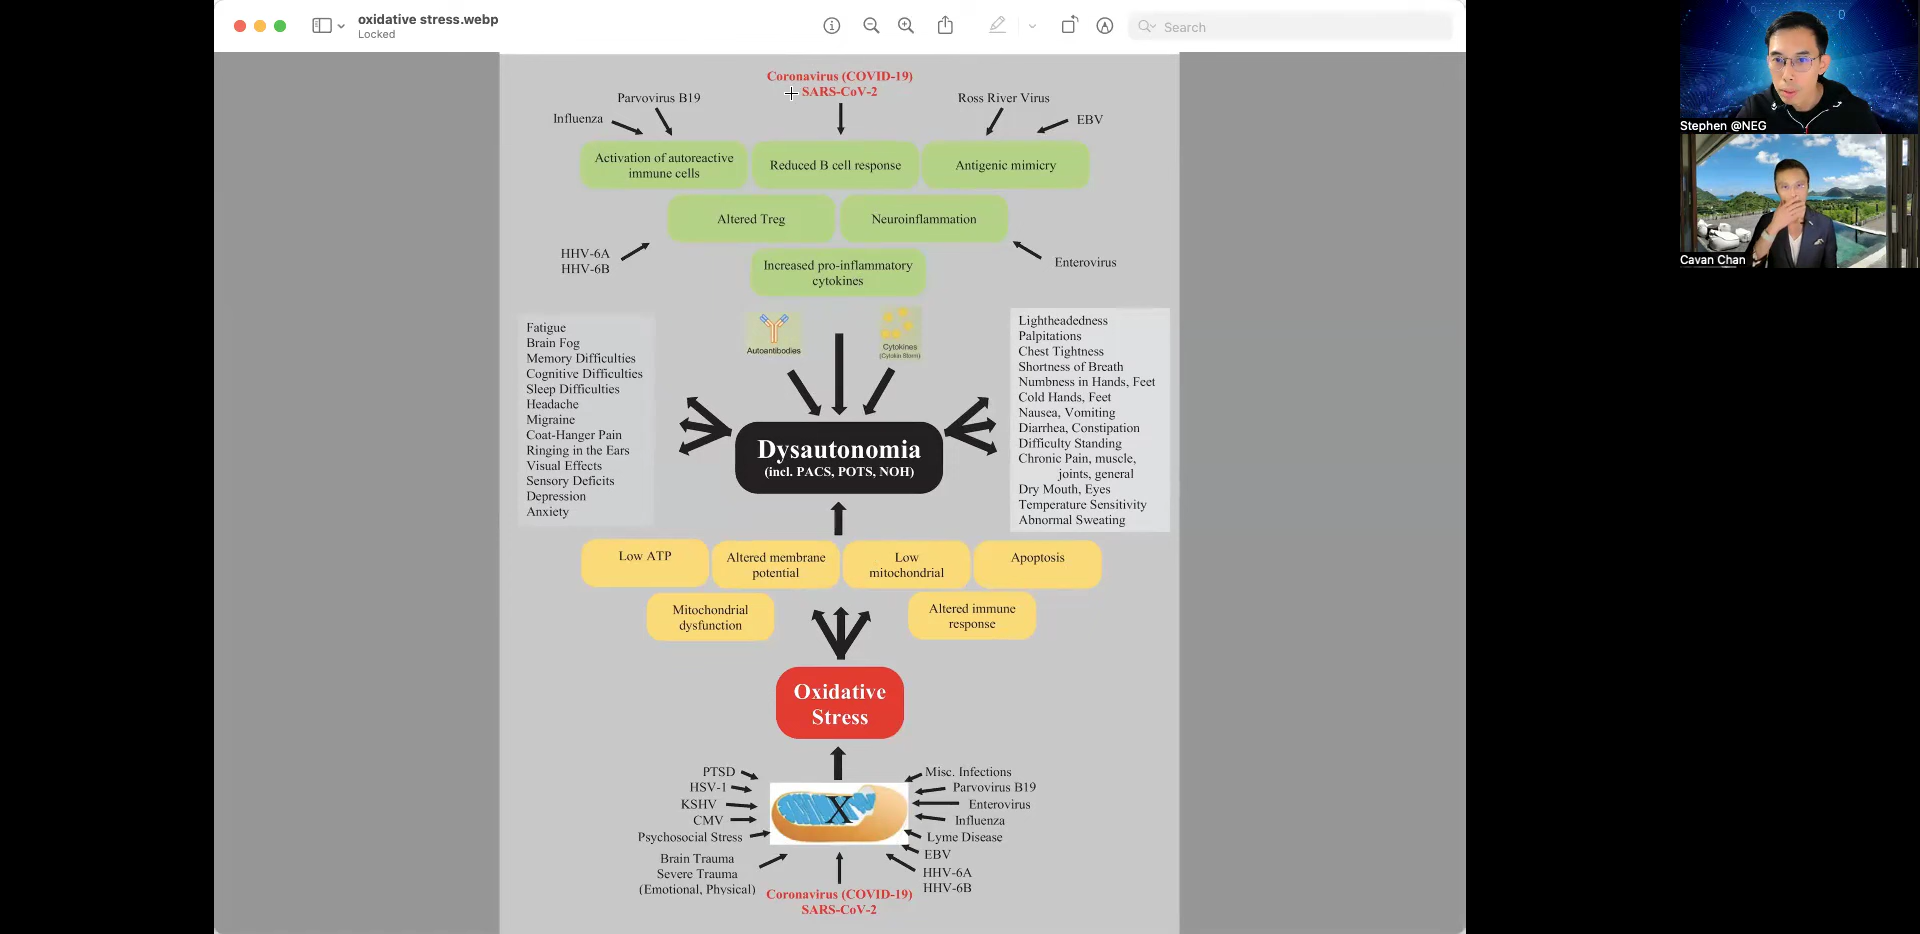 oxidative stress.webp
Locked
Search
Stephen @NEG
Cavan Chan
Coronavirus (COVID-19)
SARS-CoV-2
Parvovirus B19
Influenza
Ross River Virus
EBV
Activation of autoreactive
immune cells
Reduced B cell response
Antigenic mimicry
Altered Treg
Neuroinflammation
HHV-6A
HHV-6B
Increased pro-inflammatory
cytokines
Enterovirus
Autoantibodies
Cytokines
(Cytokin Storm)
Fatigue
Brain Fog
Memory Difficulties
Cognitive Difficulties
Sleep Difficulties
Headache
Migraine
Coat-Hanger Pain
Ringing in the Ears
Visual Effects
Sensory Deficits
Depression
Anxiety
Lightheadedness
Palpitations
Chest Tightness
Shortness of Breath
Numbness in Hands, Feet
Cold Hands, Feet
Nausea, Vomiting
Diarrhea, Constipation
Difficulty Standing
Chronic Pain, muscle,
joints, general
Dry Mouth, Eyes
Temperature Sensitivity
Abnormal Sweating
Dysautonomia
(incl. PACS, POTS, NOH)
Low ATP
Altered membrane
potential
Low
mitochondrial
Apoptosis
Mitochondrial
dysfunction
Altered immune
response
Oxidative
Stress
PTSD
HSV-1
KSHV
CMV
Psychosocial Stress
Brain Trauma
Severe Trauma
(Emotional, Physical)
X
Misc. Infections
Parvovirus B19
Enterovirus
Influenza
Lyme Disease
EBV
HHV-6A
HHV-6B
Coronavirus (COVID-19)
SARS-CoV-2